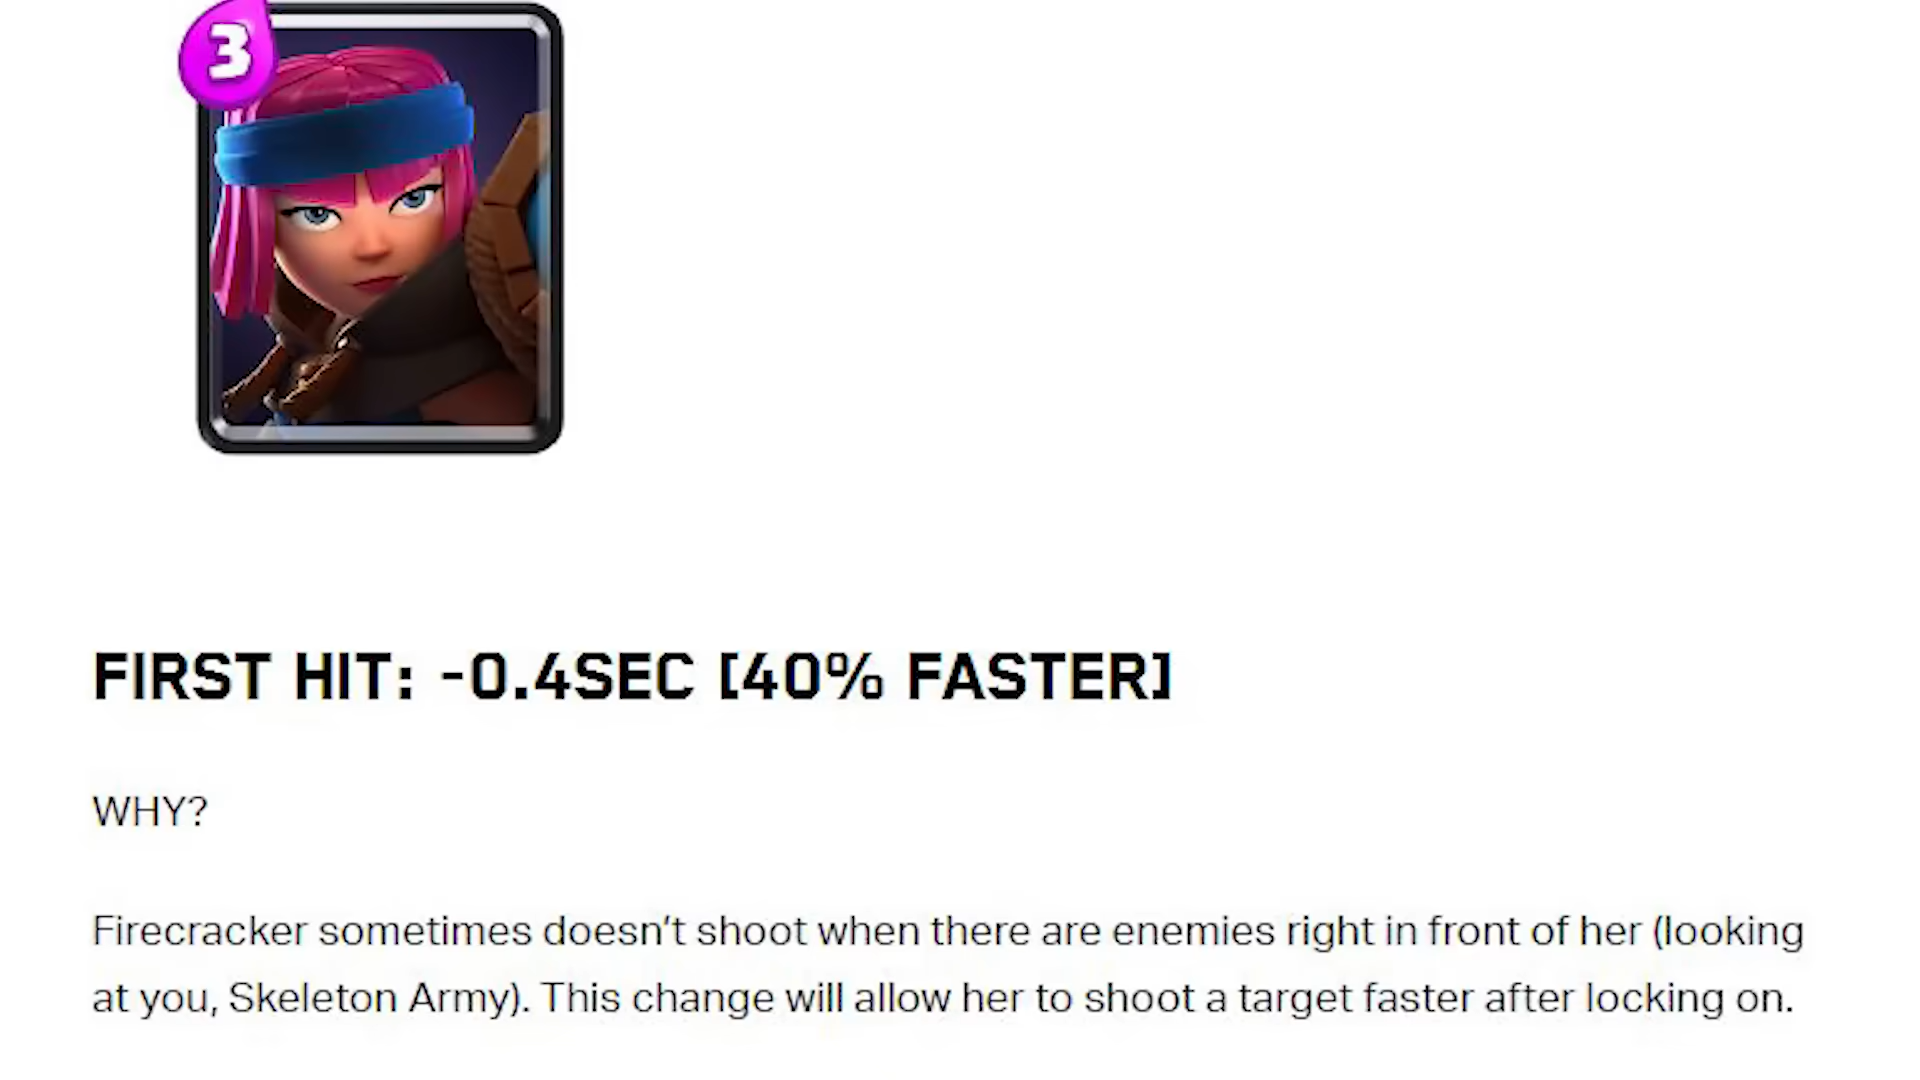 3
FIRST HIT: -0.4SEC [40% FASTER]
WHY?
Firecracker sometimes doesn't shoot when there are enemies right in front of her (looking
at you, Skeleton Army). This change will allow her to shoot a target faster after locking on.